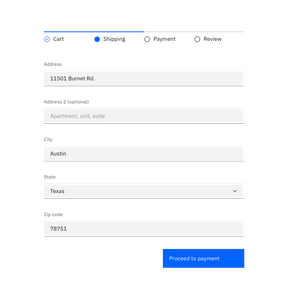 Cart Shipping Payment Review
Address
11501 Burnet Rd.
Address 2 (optional)
Apartment, unit, suite
City
Austin
State
Texas
Zip code
78751
Proceed to payment